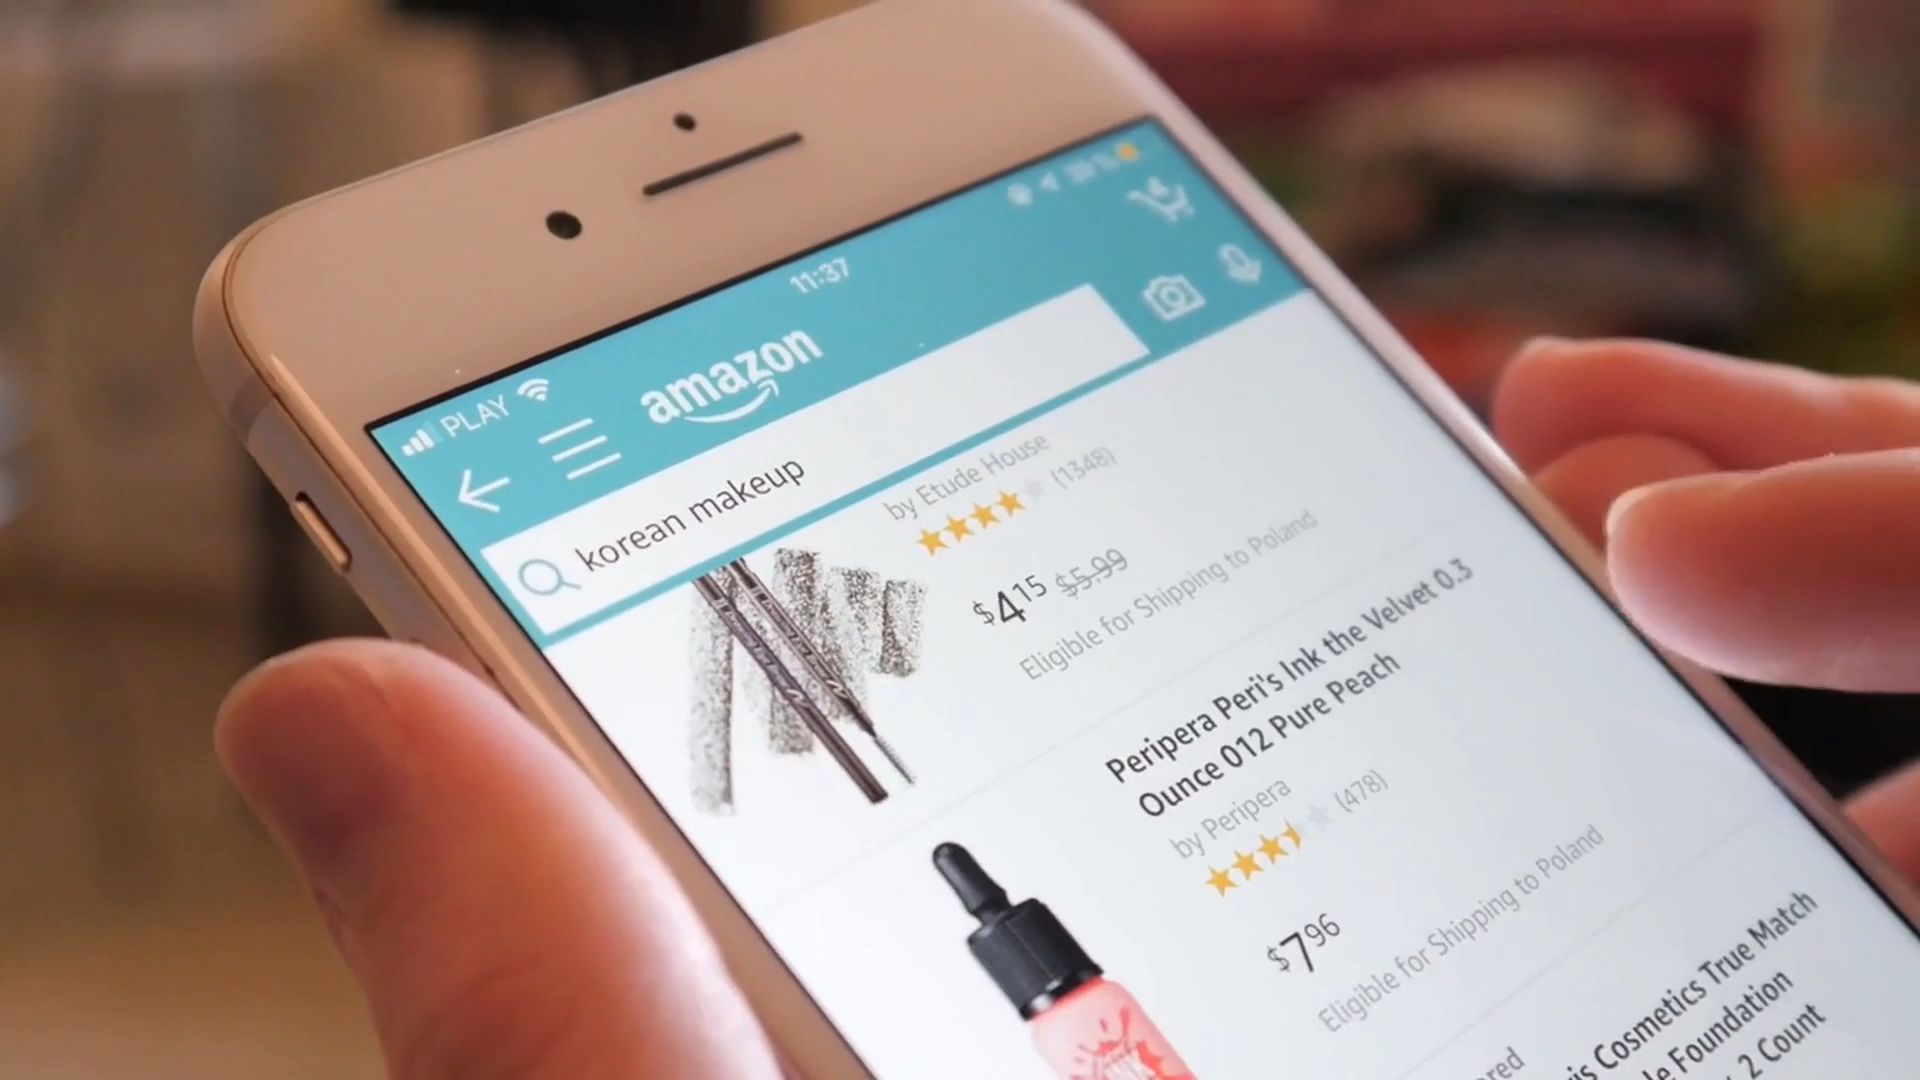 PLAY
11:37
amazon
korean makeup
by Etude House
(1348)
$4 15 $5.99
Eligible for Shipping to Poland
Peripera Peri's Ink the Velvet 0.3
Ounce 012 Pure Peach
by Peripera
(478)
$7 96
Eligible for Shipping to Poland
Cosmetics True Match
Foundation
2 Count